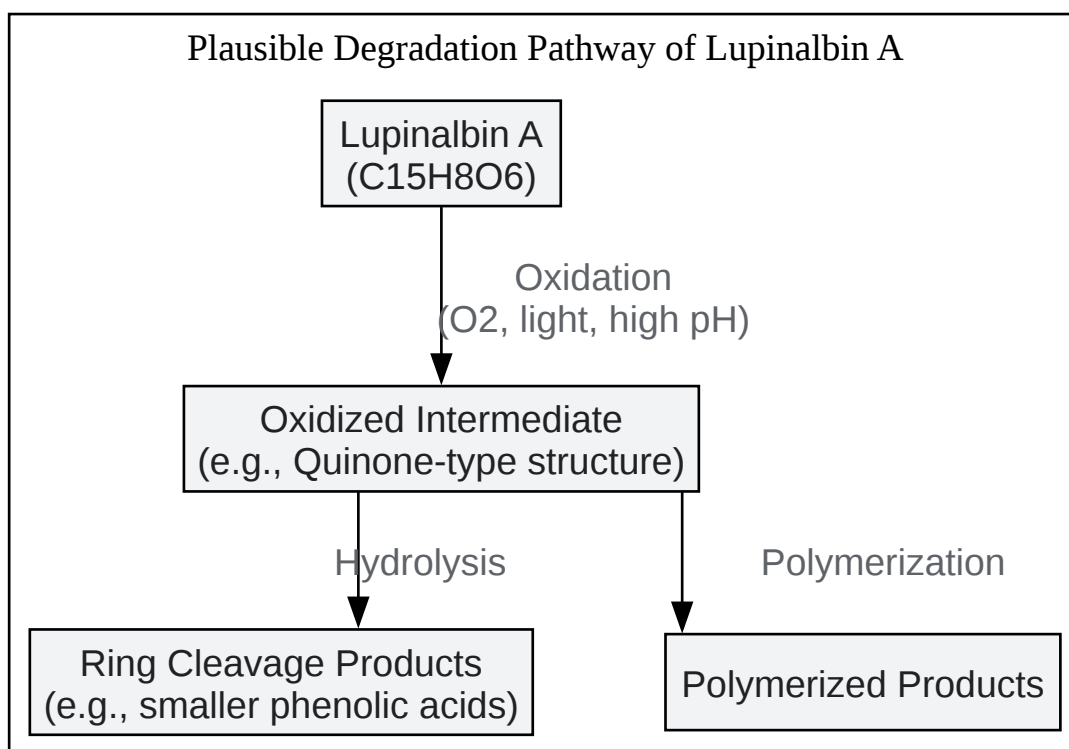 Plausible Degradation Pathway of Lupinalbin A
Lupinalbin A
(C15H8O6)
Oxidation
(O2, light, high pH)
Oxidized Intermediate
(e.g., Quinone-type structure)
Hydrolysis
Polymerization
Ring Cleavage Products
(e.g., smaller phenolic acids)
Polymerized Products